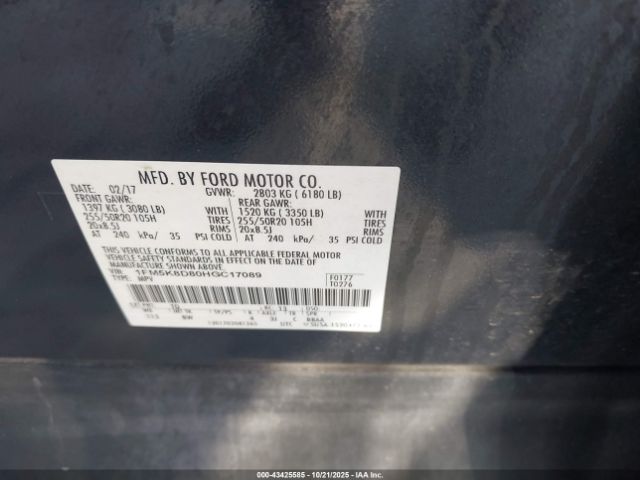 MFD. BY FORD MOTOR CO.
DATE: 02/17 GVWR: 2803 KG ( 6180 LB)
FRONT GAWR: REAR GAWR:
1397 KG ( 3080 LB) WITH 1520 KG ( 3350 LB) WITH
255/50R20 105H TIRES 255/50R20 105H TIRES
20x8.5J RIMS 20x8.5J RIMS
AT 240 kPa/ 35 PSI COLD AT 240 kPa/ 35 PSI COLD
THIS VEHICLE CONFORMS TO ALL APPLICABLE FEDERAL MOTOR
VEHICLE SAFETY STANDARDS IN EFFECT ON THE DATE OF
MANUFACTURE SHOWN ABOVE.
VIN: 1FM5K8D80HGC17089
TYPE: MPV
F0177
T0276
000-43425585 - 10/21/2025 - IAAI.COM